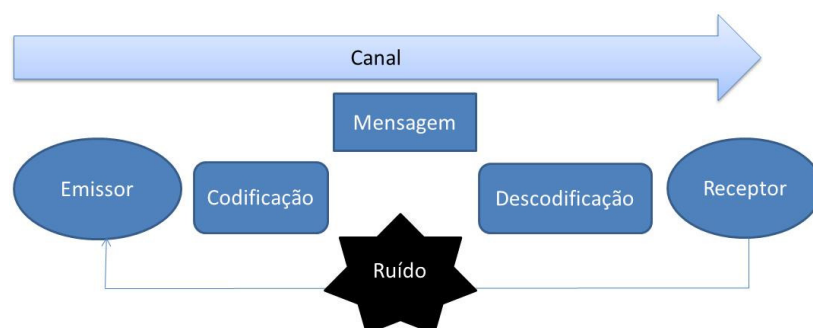 Canal
Mensagem
Emissor
Codificação
Descodificação
Receptor
Ruído